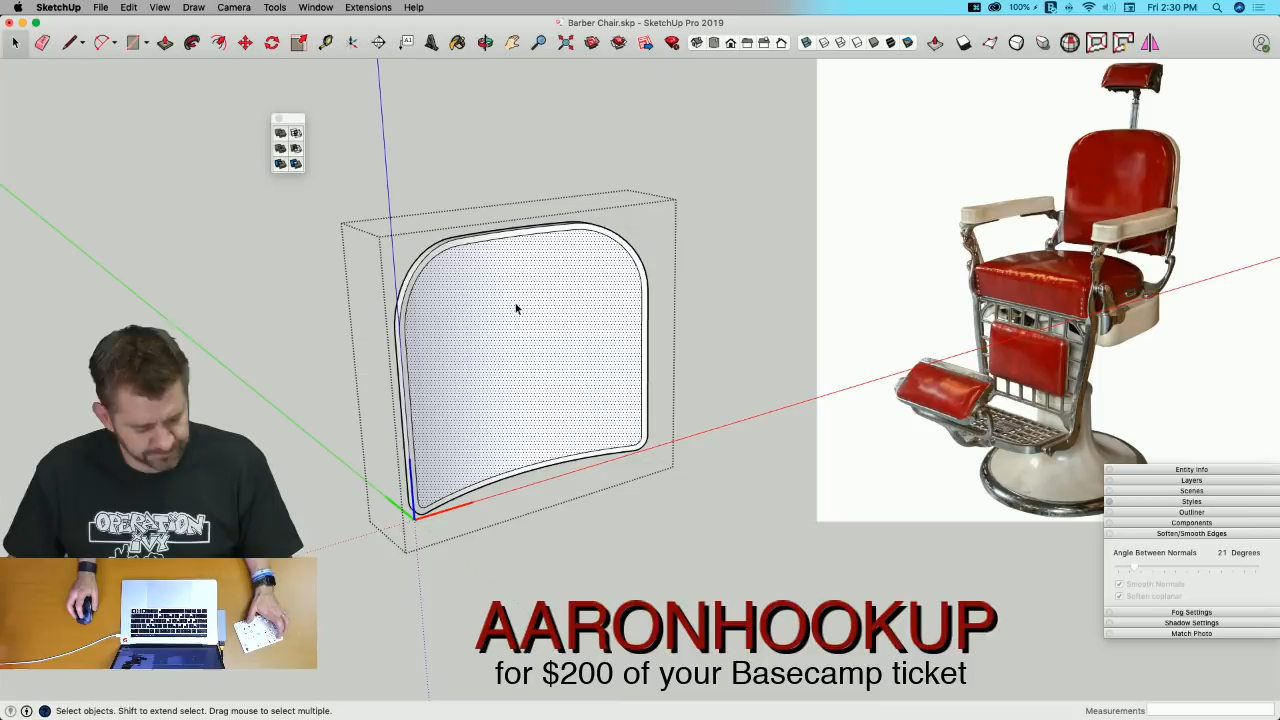 SketchUp File Edit View Draw Camera Tools Window Extensions Help
100% Fri 2:30 PM
Barber Chair.skp - SketchUp Pro 2019
OPERATION
IVY
Entity Info
Layers
Scenes
Styles
Outliner
Components
Soften/Smooth Edges
Angle Between Normals 21 Degrees
Smooth Normals
Soften coplanar
Fog Settings
Shadow Settings
Match Photo
AARONHOOKUP
for $200 of your Basecamp ticket
Select objects. Shift to extend select. Drag mouse to select multiple.
Measurements